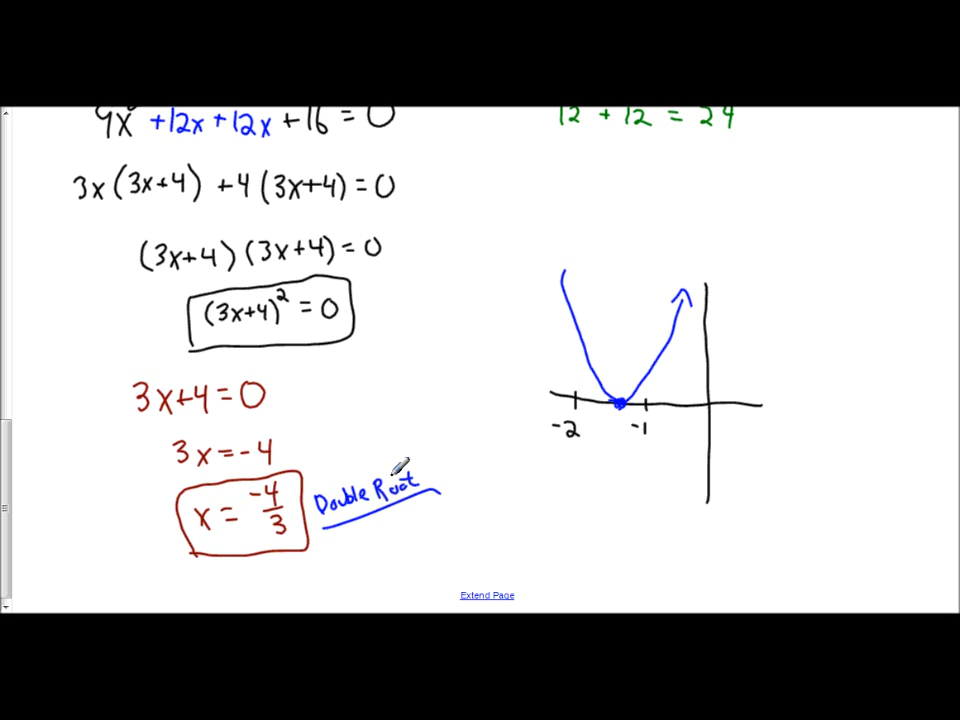 9x² +12x +12x +16 = 0
12 + 12 = 24
3x (3x+4) +4 (3x+4) = 0
(3x+4) (3x+4) = 0
(3x+4)² = 0
3x+4 = 0
3x = -4
x = -4/3
Double Root
-2 -1
Extend Page